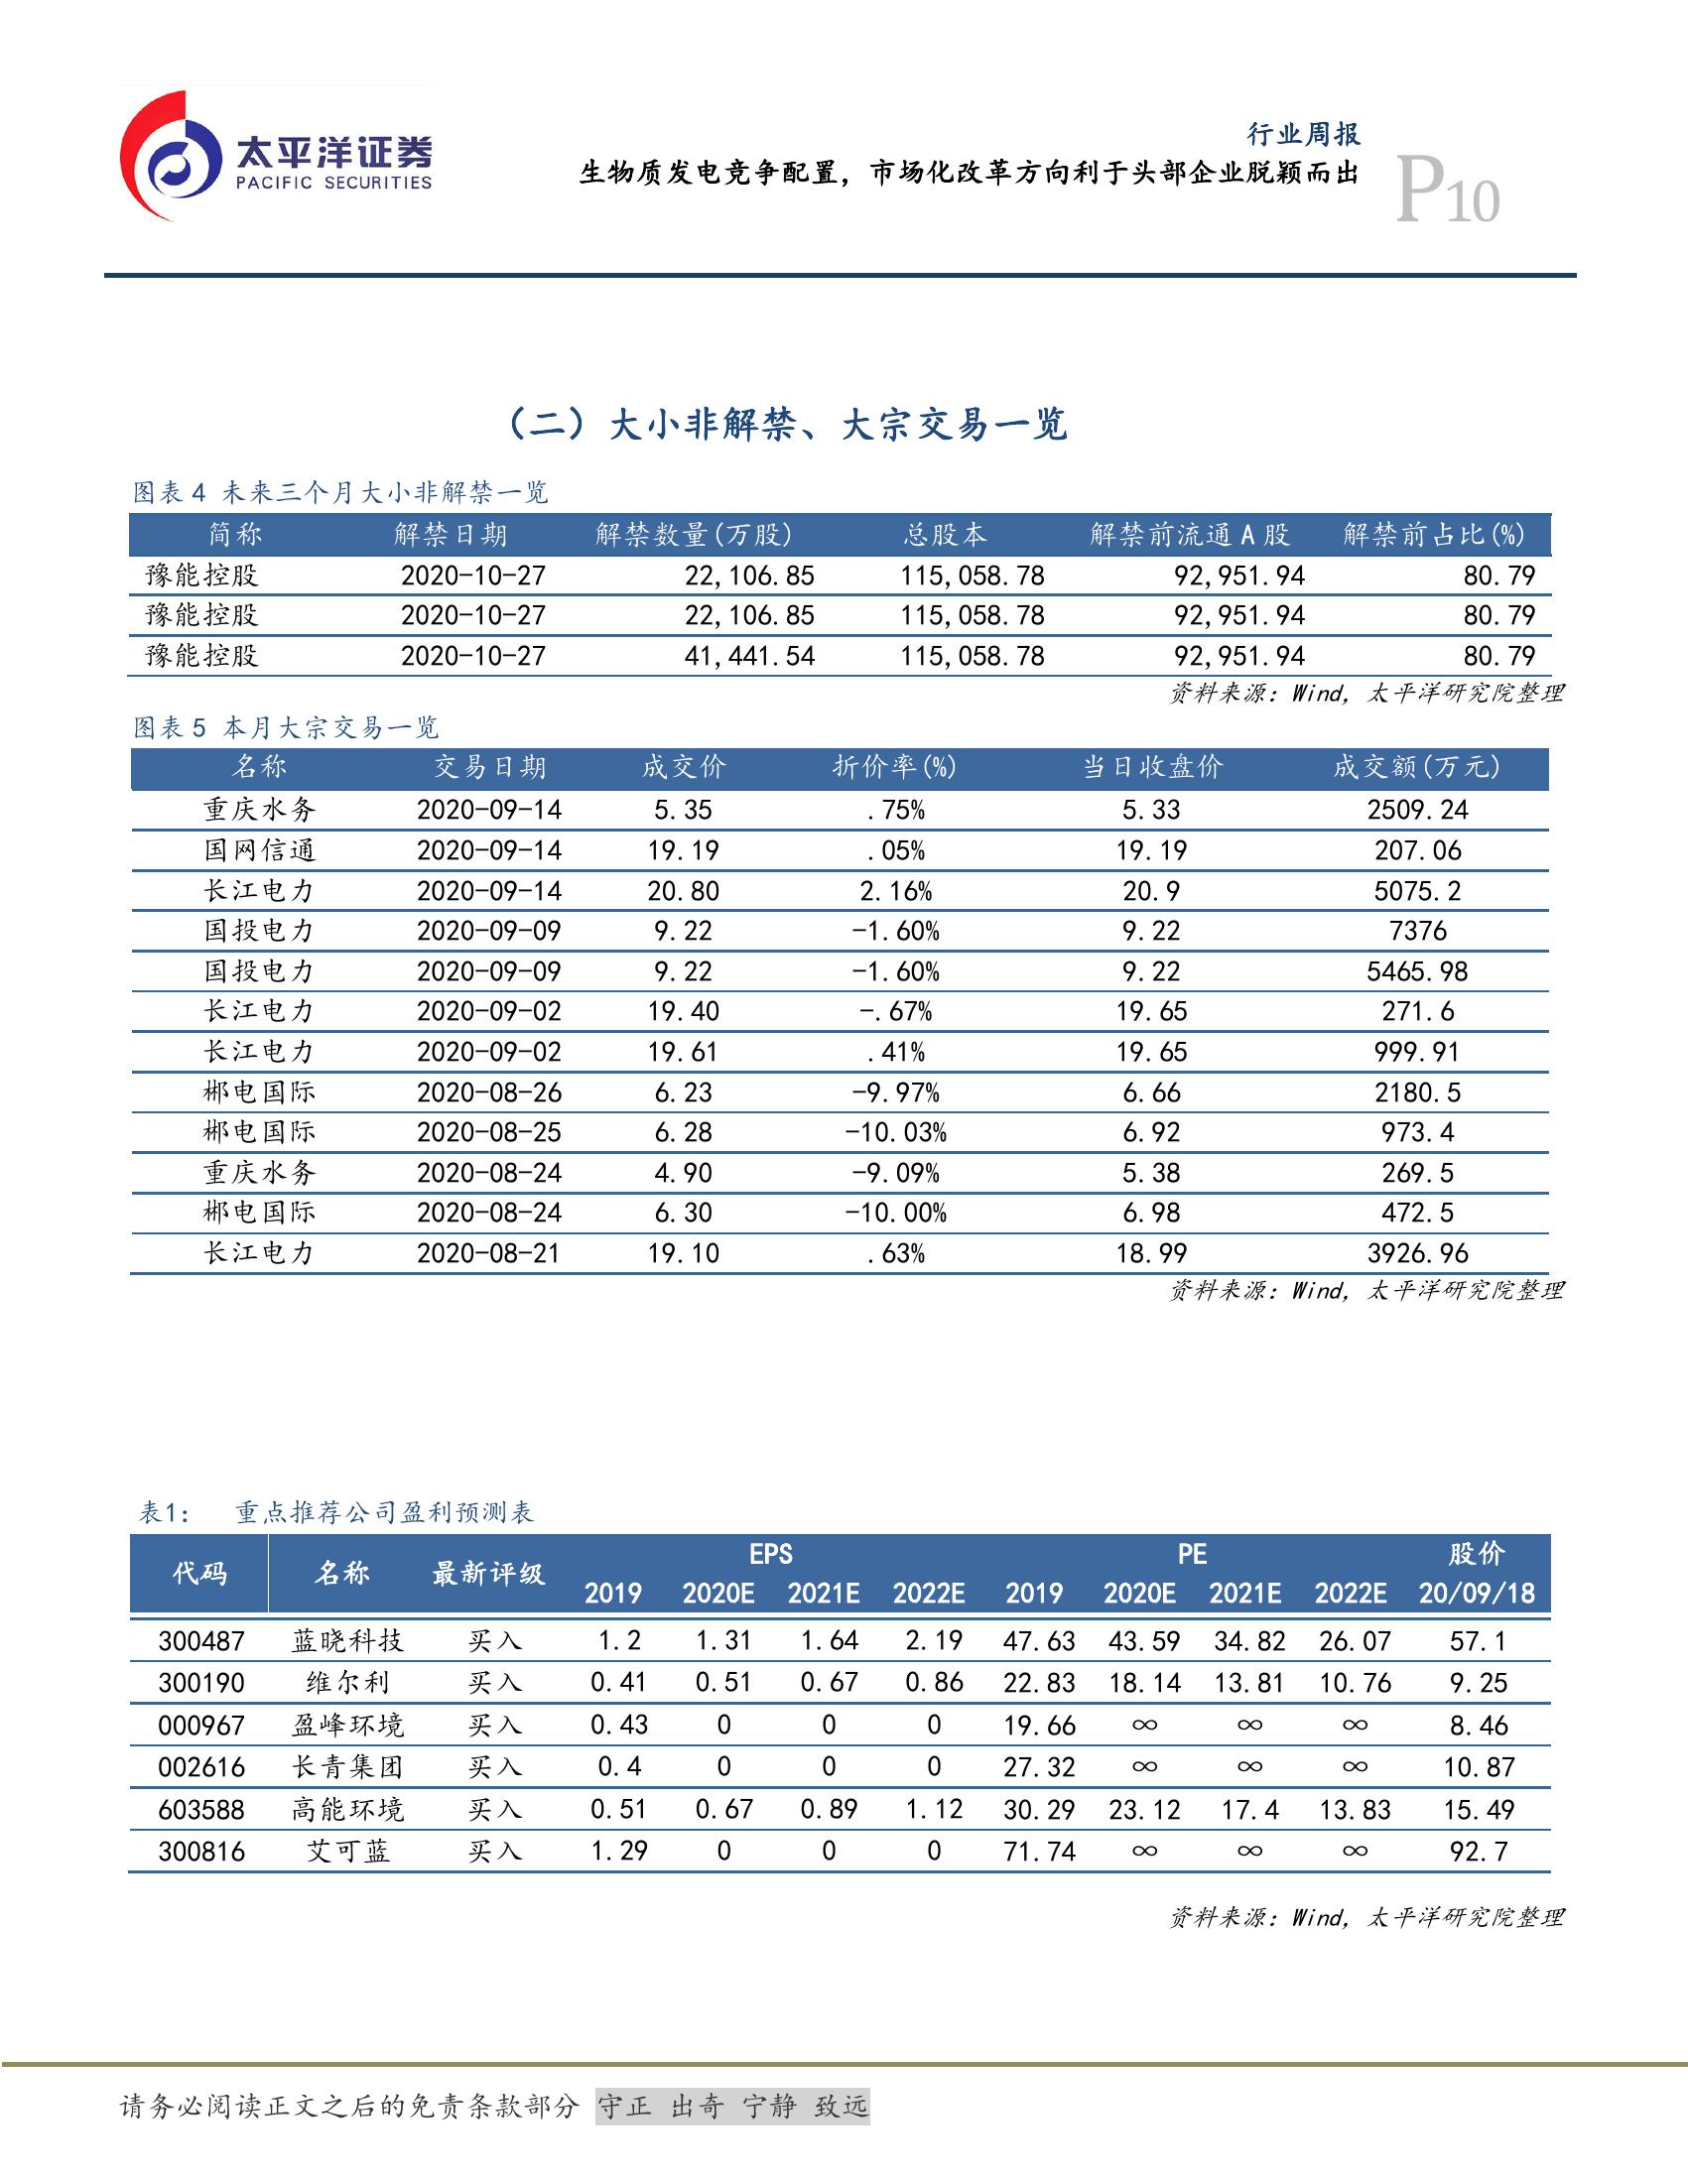 太平洋证券
PACIFIC SECURITIES
行业周报
生物质发电竞争配置，市场化改革方向利于头部企业脱颖而出
P10
（二）大小非解禁、大宗交易一览
图表 4 未来三个月大小非解禁一览
简称 解禁日期 解禁数量(万股) 总股本 解禁前流通 A 股 解禁前占比(%)
豫能控股 2020-10-27 22,106.85 115,058.78 92,951.94 80.79
豫能控股 2020-10-27 22,106.85 115,058.78 92,951.94 80.79
豫能控股 2020-10-27 41,441.54 115,058.78 92,951.94 80.79
资料来源：Wind，太平洋研究院整理
图表 5 本月大宗交易一览
名称 交易日期 成交价 折价率(%) 当日收盘价 成交额(万元)
重庆水务 2020-09-14 5.35 .75% 5.33 2509.24
国网信通 2020-09-14 19.19 .05% 19.19 207.06
长江电力 2020-09-14 20.80 2.16% 20.9 5075.2
国投电力 2020-09-09 9.22 -1.60% 9.22 7376
国投电力 2020-09-09 9.22 -1.60% 9.22 5465.98
长江电力 2020-09-02 19.40 -.67% 19.65 271.6
长江电力 2020-09-02 19.61 .41% 19.65 999.91
郴电国际 2020-08-26 6.23 -9.97% 6.66 2180.5
郴电国际 2020-08-25 6.28 -10.03% 6.92 973.4
重庆水务 2020-08-24 4.90 -9.09% 5.38 269.5
郴电国际 2020-08-24 6.30 -10.00% 6.98 472.5
长江电力 2020-08-21 19.10 .63% 18.99 3926.96
资料来源：Wind，太平洋研究院整理
表1： 重点推荐公司盈利预测表
代码 名称 最新评级 EPS PE 股价
2019 2020E 2021E 2022E 2019 2020E 2021E 2022E 20/09/18
300487 蓝晓科技 买入 1.2 1.31 1.64 2.19 47.63 43.59 34.82 26.07 57.1
300190 维尔利 买入 0.41 0.51 0.67 0.86 22.83 18.14 13.81 10.76 9.25
000967 盈峰环境 买入 0.43 0 0 0 19.66 ∞ ∞ ∞ 8.46
002616 长青集团 买入 0.4 0 0 0 27.32 ∞ ∞ ∞ 10.87
603588 高能环境 买入 0.51 0.67 0.89 1.12 30.29 23.12 17.4 13.83 15.49
300816 艾可蓝 买入 1.29 0 0 0 71.74 ∞ ∞ ∞ 92.7
资料来源：Wind，太平洋研究院整理
请务必阅读正文之后的免责条款部分 守正 出奇 宁静 致远